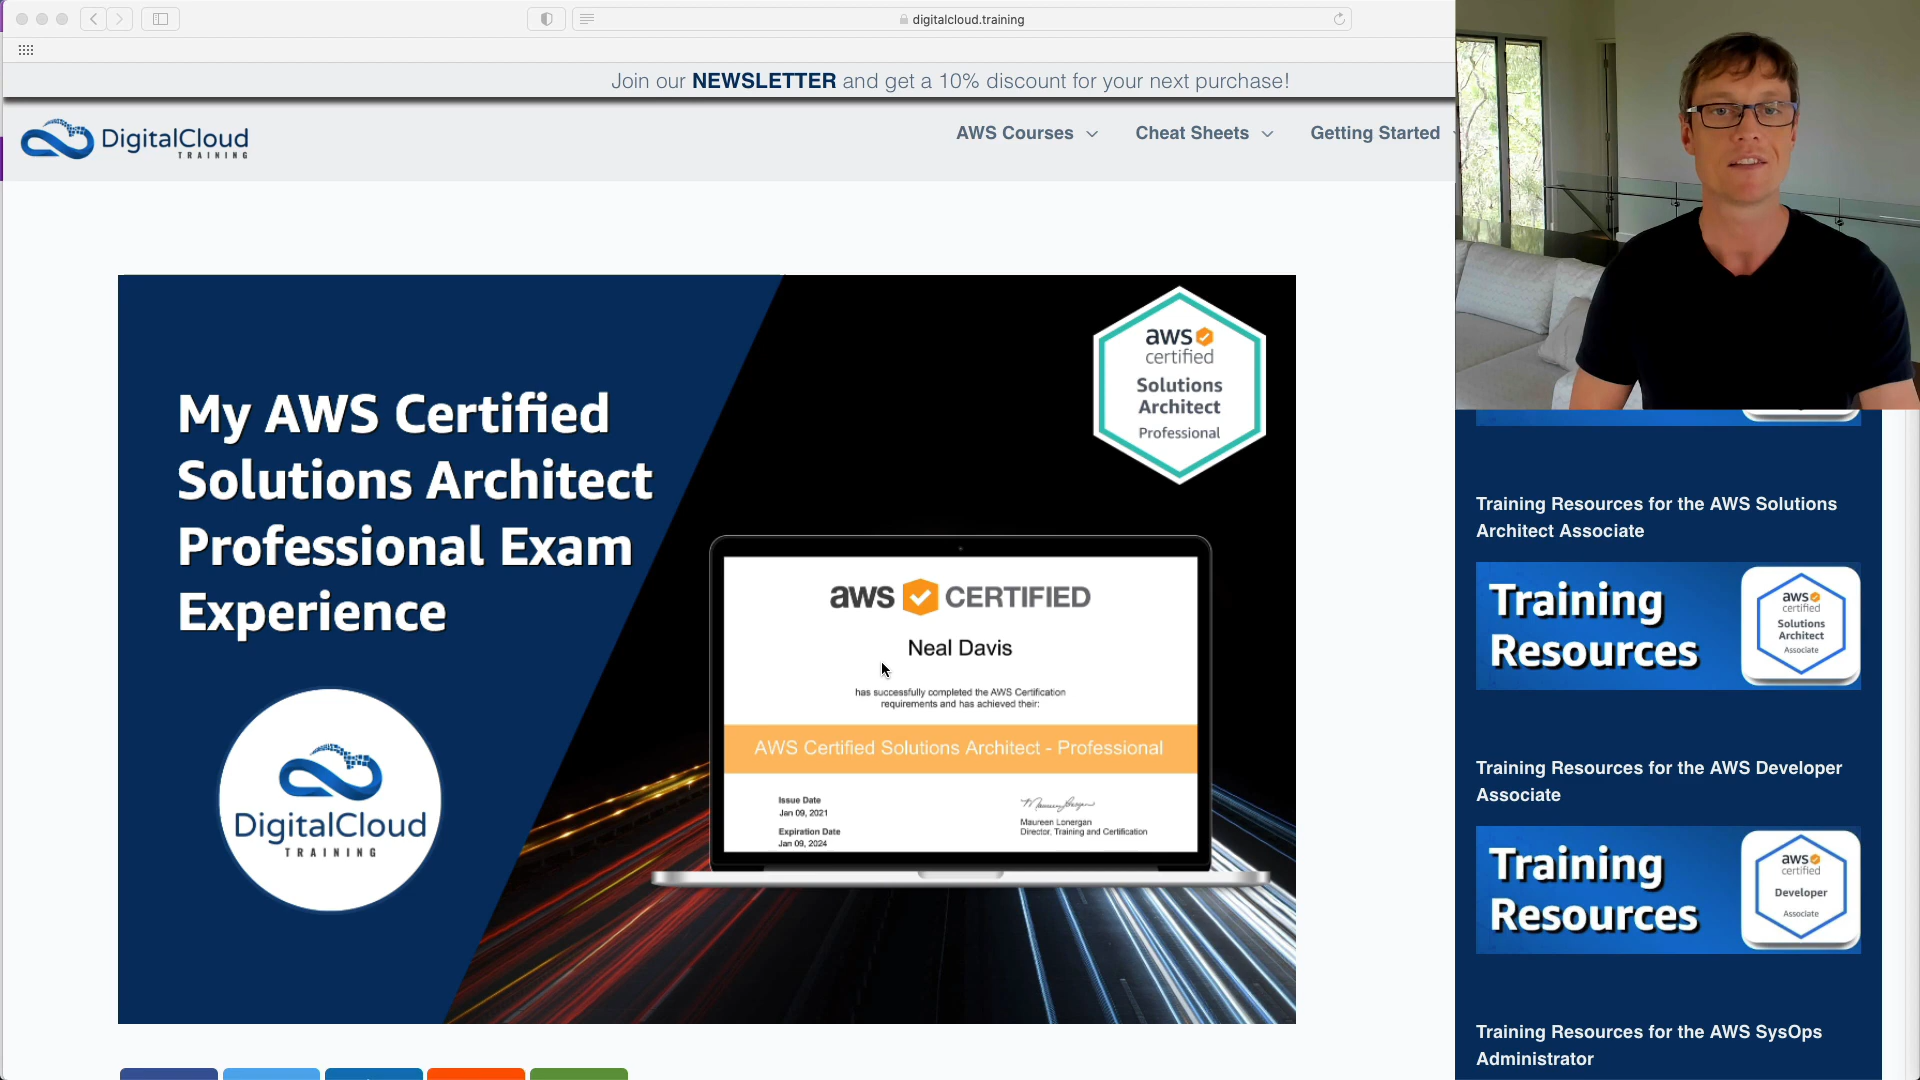 digitalcloud.training
Join our NEWSLETTER and get a 10% discount for your next purchase!
DigitalCloud
TRAINING
AWS Courses
Cheat Sheets
Getting Started
My AWS Certified
Solutions Architect
Professional Exam
Experience
DigitalCloud
TRAINING
aws
certified
Solutions
Architect
Professional
aws CERTIFIED
Neal Davis
has successfully completed the AWS Certification
requirements and has achieved their:
AWS Certified Solutions Architect - Professional
Issue Date
Jan 09, 2021
Expiration Date
Jan 09, 2024
Maureen Lonergan
Director, Training and Certification
Training Resources for the AWS Solutions
Architect Associate
Training
Resources
aws
certified
Solutions
Architect
Associate
Training Resources for the AWS Developer
Associate
Training
Resources
aws
certified
Developer
Associate
Training Resources for the AWS SysOps
Administrator